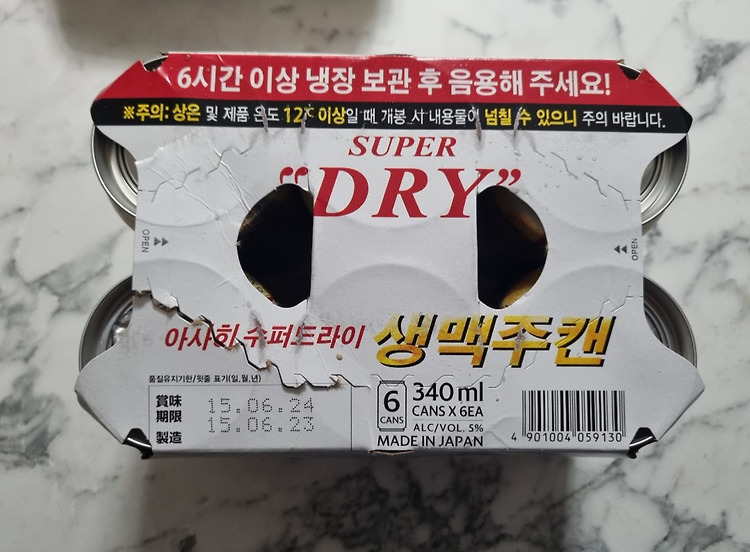 6시간 이상 냉장 보관 후 음용해 주세요!
※주의: 상온 및 제품 온도 12℃ 이상일 때, 개봉 시 내용물이 넘칠 수 있으니 주의 바랍니다.
SUPER
“DRY”
OPEN
OPEN
아사히 수퍼드라이 생맥주캔
품질유지기한/윗줄 표기(일,월,년)
賞味
期限
15.06.24
15.06.23
製造
6
CANS
340ml
CANS X 6EA
ALC/VOL. 5%
MADE IN JAPAN
4 901004 059130